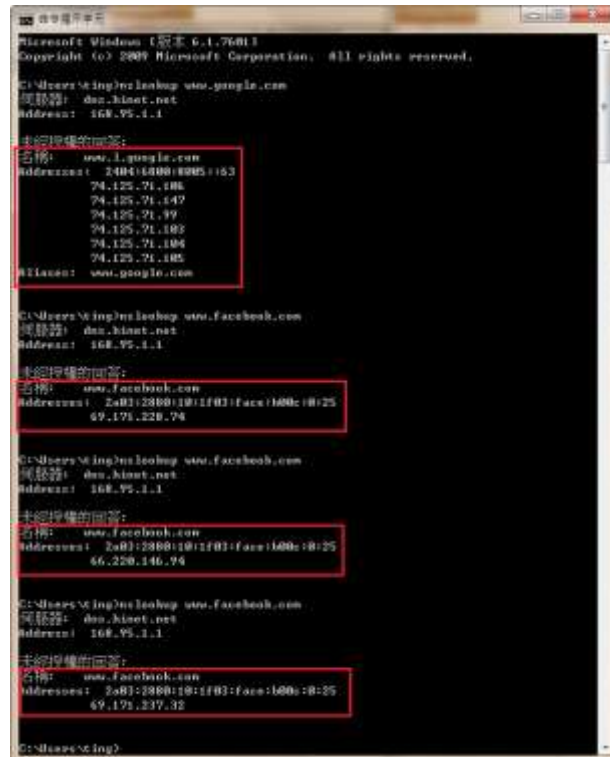 命令提示字元
Microsoft Windows [版本 6.1.7601]
Copyright (c) 2009 Microsoft Corporation. All rights reserved.
C:\Users\ting>nslookup www.google.com
伺服器: dns.hinet.net
Address: 168.95.1.1
未經授權的回答:
名稱: www.l.google.com
Addresses: 2404:6800:8005::63
74.125.71.106
74.125.71.147
74.125.71.99
74.125.71.103
74.125.71.104
74.125.71.105
Aliases: www.google.com
C:\Users\ting>nslookup www.facebook.com
伺服器: dns.hinet.net
Address: 168.95.1.1
未經授權的回答:
名稱: www.facebook.com
Addresses: 2a03:2880:10:1f03:face:b00c:0:25
69.171.228.74
C:\Users\ting>nslookup www.facebook.com
伺服器: dns.hinet.net
Address: 168.95.1.1
未經授權的回答:
名稱: www.facebook.com
Addresses: 2a03:2880:10:1f03:face:b00c:0:25
66.220.146.94
C:\Users\ting>nslookup www.facebook.com
伺服器: dns.hinet.net
Address: 168.95.1.1
未經授權的回答:
名稱: www.facebook.com
Addresses: 2a03:2880:10:1f03:face:b00c:0:25
69.171.237.32
C:\Users\ting>